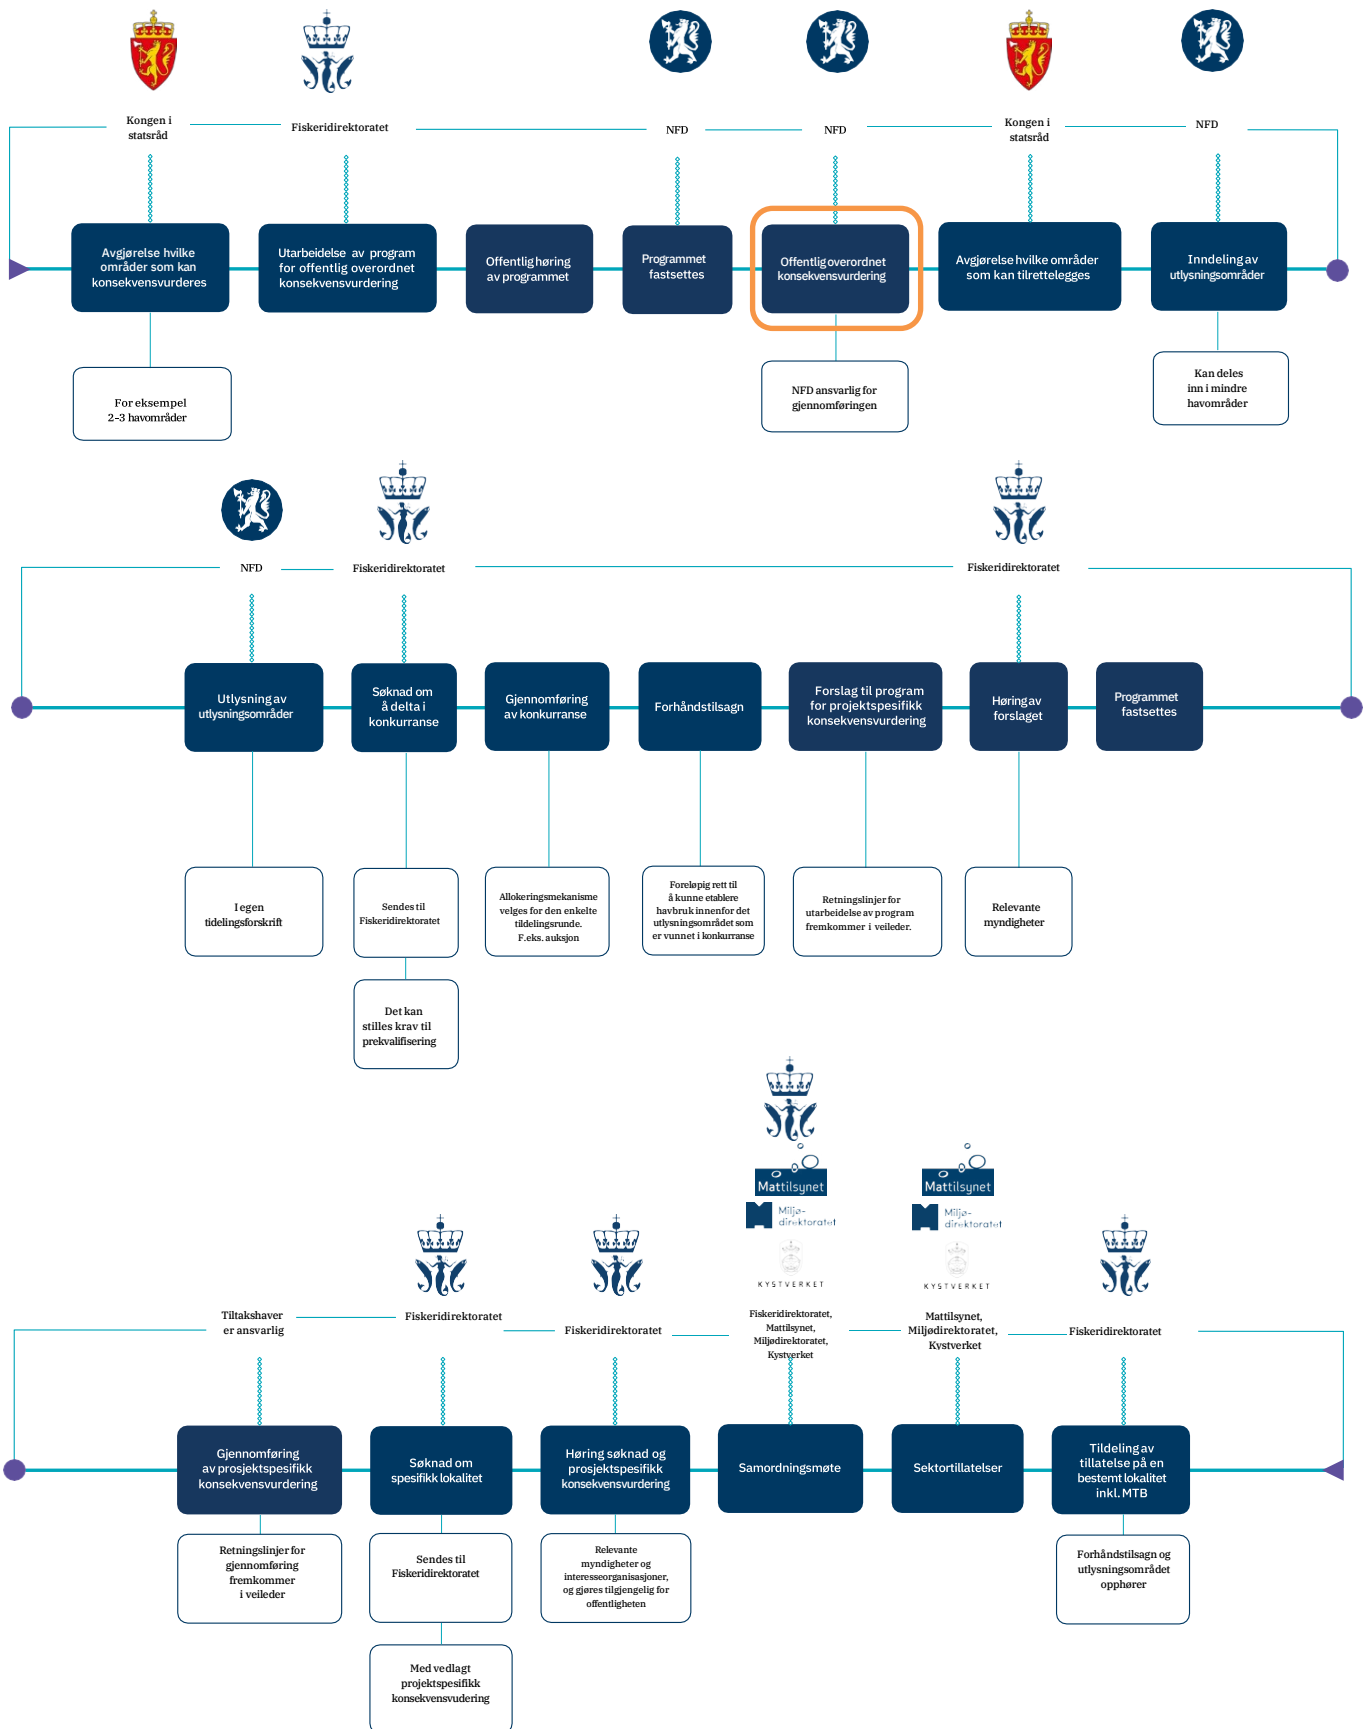 Kongen i
statsråd
Fiskeridirektoratet
NFD
NFD
Kongen i
statsråd
NFD
Avgjørelse hvilke
områder som kan
konsekvensvurderes
Utarbeidelse av program
for offentlig overordnet
konsekvensvurdering
Offentlig høring
av programmet
Programmet
fastsettes
Offentlig overordnet
konsekvensvurdering
Avgjørelse hvilke områder
som kan tilrettelegges
Inndeling av
utlysningsområder
For eksempel
2-3 havområder
NFD ansvarlig for
gjennomføringen
Kan deles
inn i mindre
havområder
NFD
Fiskeridirektoratet
Fiskeridirektoratet
Utlysning av
utlysningsområder
Søknad om
å delta i
konkurranse
Gjennomføring
av konkurranse
Forhåndstilsagn
Forslag til program
for projektspesifikk
konsekvensvurdering
Høring av
forslaget
Programmet
fastsettes
I egen
tidelingsforskrift
Sendes til
Fiskeridirektoratet
Allokeringsmekanisme
velges for den enkelte
tildelingsrunde.
F.eks. auksjon
Foreløpig rett til
å kunne etablere
havbruk innenfor det
utlysningsområdet som
er vunnet i konkurranse
Retningslinjer for
utarbeidelse av program
fremkommer i veileder.
Relevante
myndigheter
Det kan
stilles krav til
prekvalifisering
Mattilsynet
Miljø-
direktoratet
KYSTVERKET
Mattilsynet
Miljø-
direktoratet
KYSTVERKET
Tiltakshaver
er ansvarlig
Fiskeridirektoratet
Fiskeridirektoratet
Fiskeridirektoratet,
Mattilsynet,
Miljødirektoratet,
Kystverket
Mattilsynet,
Miljødirektoratet,
Kystverket
Fiskeridirektoratet
Gjennomføring
av prosjektspesifikk
konsekvensvurdering
Søknad om
spesifikk lokalitet
Høring søknad og
prosjektspesifikk
konsekvensvurdering
Samordningsmøte
Sektortillatelser
Tildeling av
tillatelse på en
bestemt lokalitet
inkl. MTB
Retningslinjer for
gjennomføring
fremkommer
i veileder
Sendes til
Fiskeridirektoratet
Relevante
myndigheter og
interesseorganisasjoner,
og gjøres tilgjengelig for
offentligheten
Forhåndstilsagn og
utlysningsområdet
opphører
Med vedlagt
projektspesifikk
konsekvensvudering